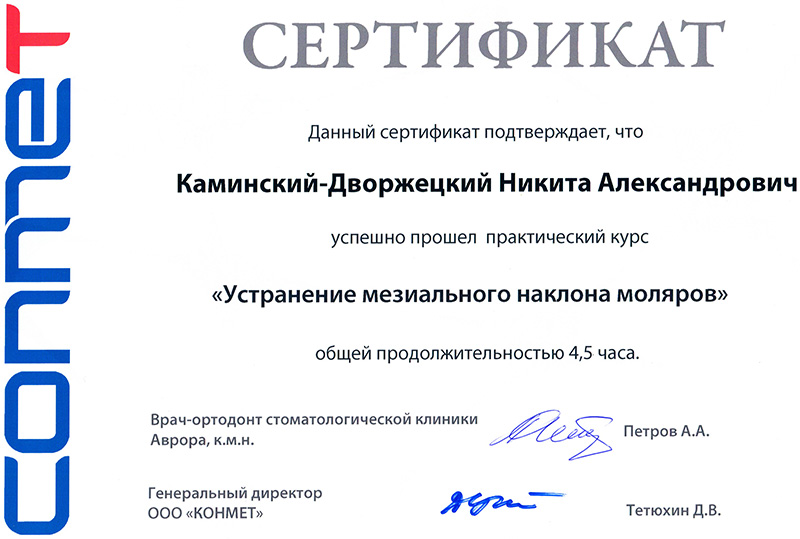 conmet
СЕРТИФИКАТ
Данный сертификат подтверждает, что
Каминский-Дворжецкий Никита Александрович
успешно прошел практический курс
«Устранение мезиального наклона моляров»
общей продолжительностью 4,5 часа.
Врач-ортодонт стоматологической клиники
Аврора, к.м.н.
Петров А.А.
Генеральный директор
ООО «КОНМЕТ»
Тетюхин Д.В.